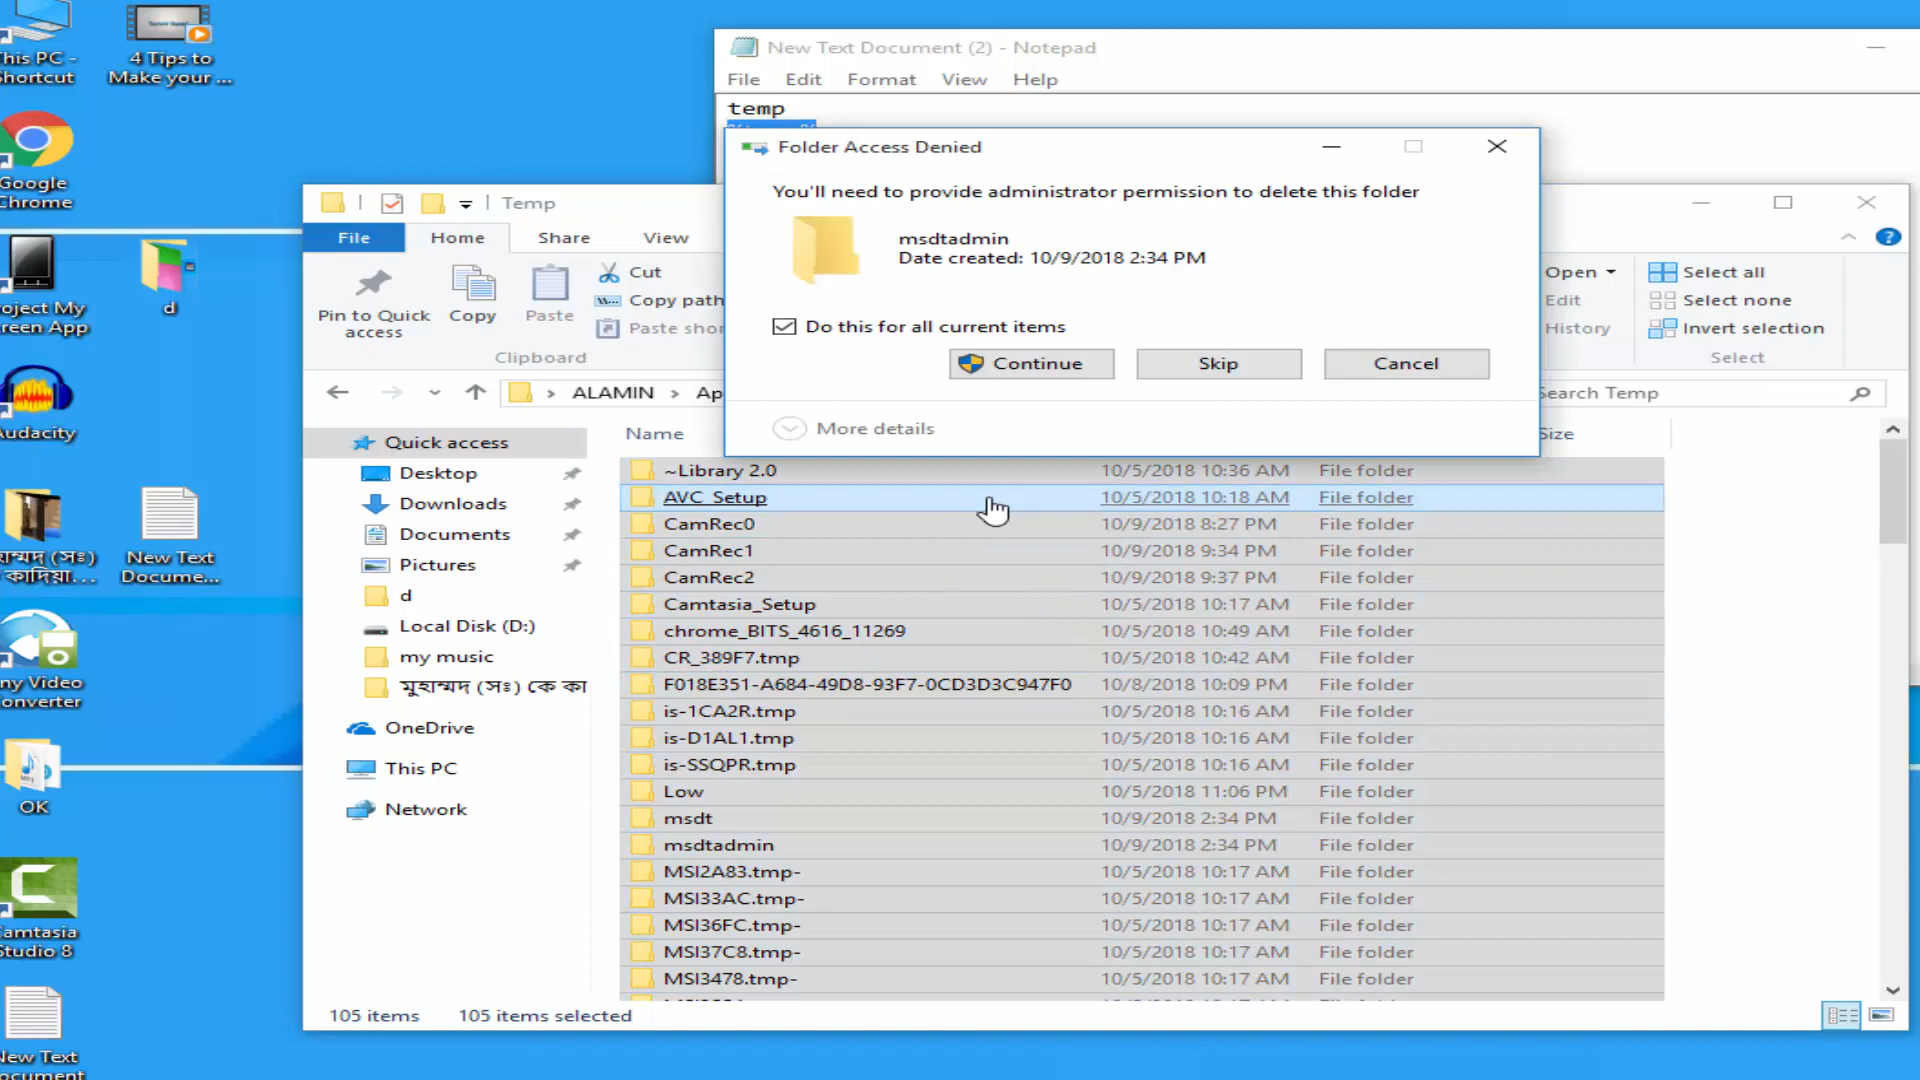 This PC -
Shortcut
4 Tips to
Make your ...
Google
Chrome
d
Audacity
New Text
Docume...
OK
Studio 8
New Text
New Text Document (2) - Notepad
File Edit Format View Help
temp
Folder Access Denied
You'll need to provide administrator permission to delete this folder
msdtadmin
Date created: 10/9/2018 2:34 PM
Do this for all current items
Continue
Skip
Cancel
More details
Temp
File Home Share View
Pin to Quick
access
Copy
Paste
Cut
Copy path
Clipboard
Open
Edit
History
Select all
Select none
Invert selection
Select
ALAMIN
Search Temp
Quick access
Desktop
Downloads
Documents
Pictures
d
Local Disk (D:)
my music
মুহাম্মদ (সঃ) কে কা
OneDrive
This PC
Network
Name Size
~Library 2.0 10/5/2018 10:36 AM File folder
AVC_Setup 10/5/2018 10:18 AM File folder
CamRec0 10/9/2018 8:27 PM File folder
CamRec1 10/9/2018 9:34 PM File folder
CamRec2 10/9/2018 9:37 PM File folder
Camtasia_Setup 10/5/2018 10:17 AM File folder
chrome_BITS_4616_11269 10/5/2018 10:49 AM File folder
CR_389F7.tmp 10/5/2018 10:42 AM File folder
F018E351-A684-49D8-93F7-0CD3D3C947F0 10/8/2018 10:09 PM File folder
is-1CA2R.tmp 10/5/2018 10:16 AM File folder
is-D1AL1.tmp 10/5/2018 10:16 AM File folder
is-SSQPR.tmp 10/5/2018 10:16 AM File folder
Low 10/5/2018 11:06 PM File folder
msdt 10/9/2018 2:34 PM File folder
msdtadmin 10/9/2018 2:34 PM File folder
MSI2A83.tmp- 10/5/2018 10:17 AM File folder
MSI33AC.tmp- 10/5/2018 10:17 AM File folder
MSI36FC.tmp- 10/5/2018 10:17 AM File folder
MSI37C8.tmp- 10/5/2018 10:17 AM File folder
MSI3478.tmp- 10/5/2018 10:17 AM File folder
105 items 105 items selected